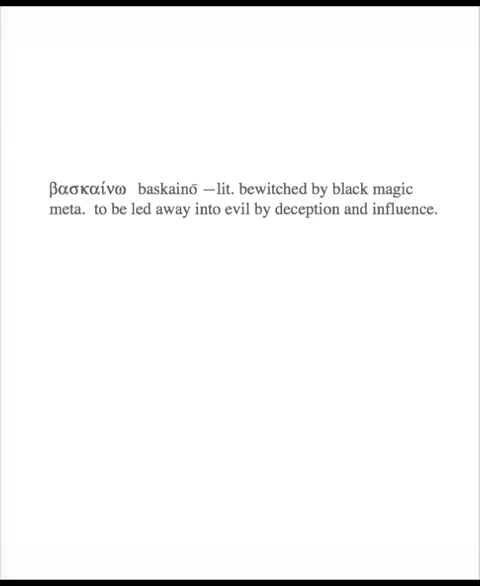 βασκαίνω baskainō —lit. bewitched by black magic
meta. to be led away into evil by deception and influence.